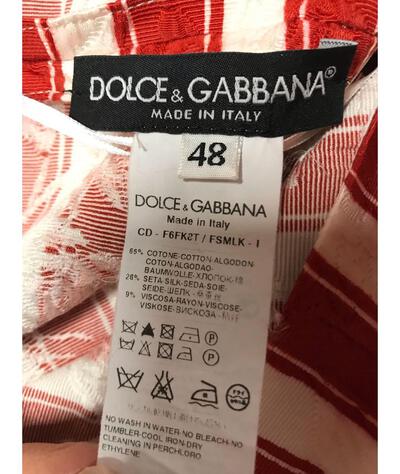 DOLCE & GABBANA®
MADE IN ITALY
48
DOLCE & GABBANA
Made in Italy
CD - F6FKST / FSMLK - I
65% COTONE-COTTON-ALGODON-
COTON-ALGODAO-
BAUMWOLLE-ХЛОПОК-棉
26% SETA-SILK-SEDA-SOIE-
SEIDE-ШЕЛК-
9% VISCOSA-RAYON-VISCOSE-
VISKOSE-ВИСКОЗА-
NO WASH IN WATER-NO BLEACH-NO
TUMBLER-COOL IRON-DRY
CLEANING IN PERCHLORO
ETHYLENE